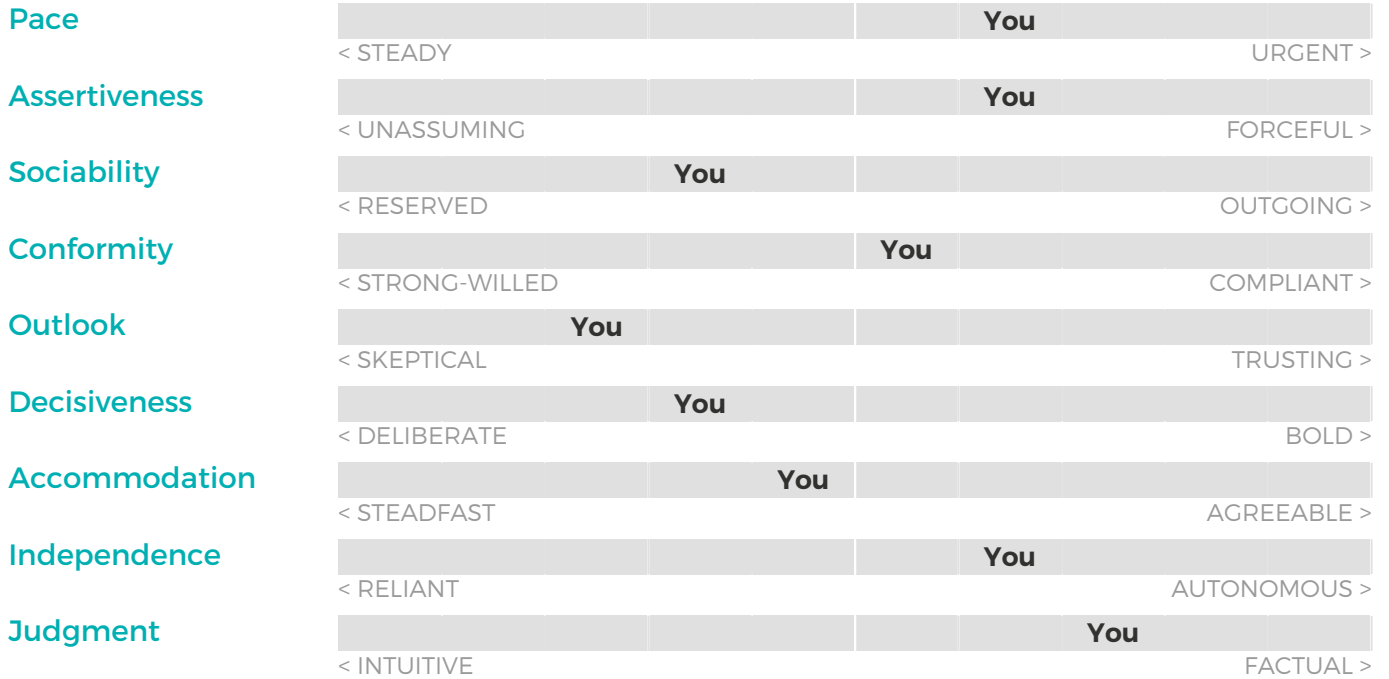 Pace You
< STEADY URGENT >
Assertiveness You
< UNASSUMING FORCEFUL >
Sociability You
< RESERVED OUTGOING >
Conformity You
< STRONG-WILLED COMPLIANT >
Outlook You
< SKEPTICAL TRUSTING >
Decisiveness You
< DELIBERATE BOLD >
Accommodation You
< STEADFAST AGREEABLE >
Independence You
< RELIANT AUTONOMOUS >
Judgment You
< INTUITIVE FACTUAL >